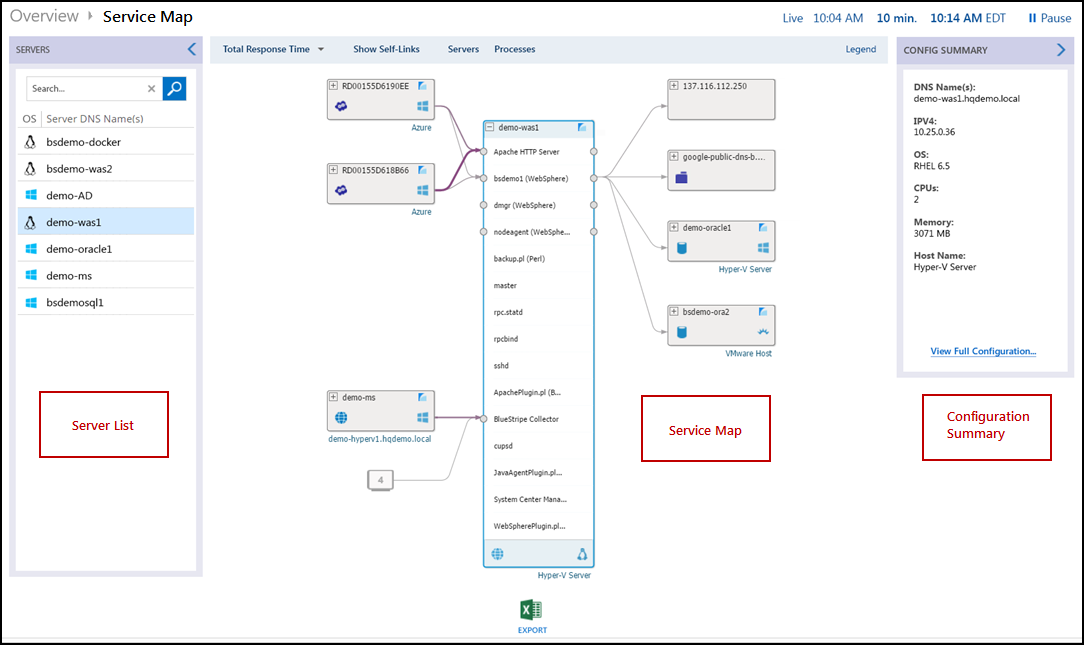 Overview Service Map
Live 10:04 AM 10 min. 10:14 AM EDT Pause
SERVERS
Search...
OS Server DNS Name(s)
bsdemo-docker
bsdemo-was2
demo-AD
demo-was1
demo-oracle1
demo-ms
bsdemosql1
Server List
Total Response Time Show Self-Links Servers Processes Legend
RD00155D6190EE
Azure
RD00155D618B66
Azure
demo-ms
demo-hyperv1.hqdemo.local
4
demo-was1
Apache HTTP Server
bsdemo1 (WebSphere)
dmgr (WebSphere)
nodeagent (WebSphe...
backup.pl (Perl)
master
rpc.statd
rpcbind
sshd
ApachePlugin.pl (B...
BlueStripe Collector
cupsd
JavaAgentPlugin.pl...
System Center Mana...
WebSpherePlugin.pl...
Hyper-V Server
137.116.112.250
google-public-dns-b....
demo-oracle1
Hyper-V Server
bsdemo-ora2
VMware Host
Service Map
EXPORT
CONFIG SUMMARY
DNS Name(s):
demo-was1.hqdemo.local
IPV4:
10.25.0.36
OS:
RHEL 6.5
CPUs:
2
Memory:
3071 MB
Host Name:
Hyper-V Server
View Full Configuration...
Configuration
Summary